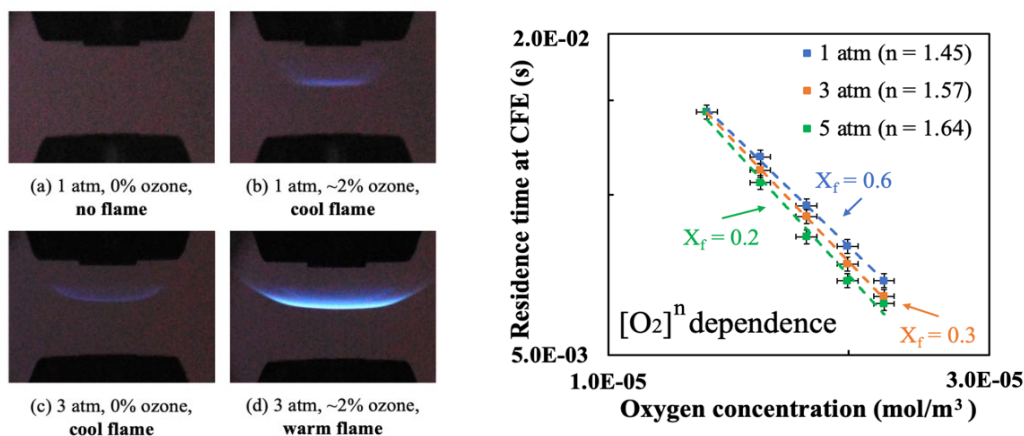 (a) 1 atm, 0% ozone,
no flame
(b) 1 atm, ~2% ozone,
cool flame
(c) 3 atm, 0% ozone,
cool flame
(d) 3 atm, ~2% ozone,
warm flame
Residence time at CFE (s)
2.0E-02
5.0E-03
1 atm (n = 1.45)
3 atm (n = 1.57)
5 atm (n = 1.64)
Xf = 0.6
Xf = 0.2
Xf = 0.3
[O2]ⁿ dependence
1.0E-05
3.0E-05
Oxygen concentration (mol/m³)